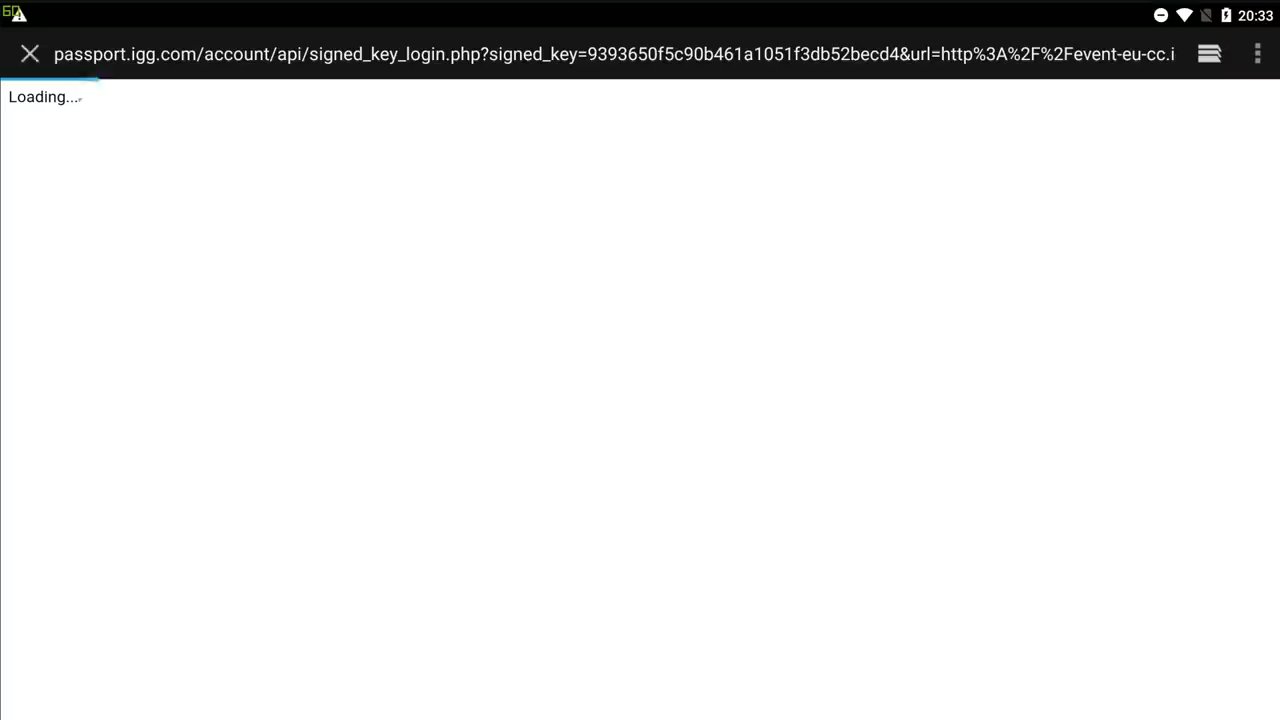 60
20:33
passport.igg.com/account/api/signed_key_login.php?signed_key=9393650f5c90b461a1051f3db52becd4&url=http%3A%2F%2Fevent-eu-cc.i
Loading...